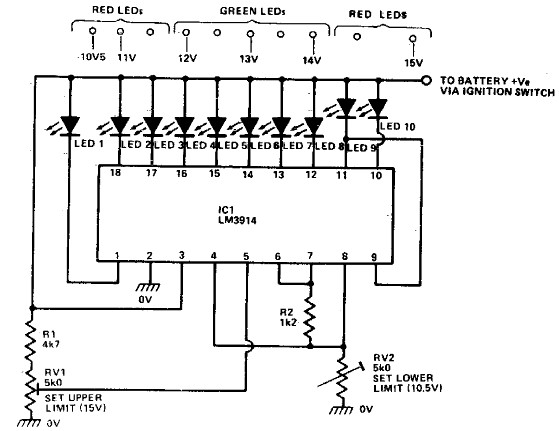 RED LEDs
GREEN LEDs
RED LEDS
10V5
11V
12V
13V
14V
15V
TO BATTERY +Ve
VIA IGNITION SWITCH
LED 1
LED 2
LED 3
LED 4
LED 5
LED 6
LED 7
LED 8
LED 9
LED 10
18 17 16 15 14 13 12 11 10
IC1
LM3914
1 2 3 4 5 6 7 8 9
0V
R2
1k2
R1
4k7
RV1
5k0
SET UPPER
LIMIT (15V)
0V
RV2
5k0
SET LOWER
LIMIT (10.5V)
0V